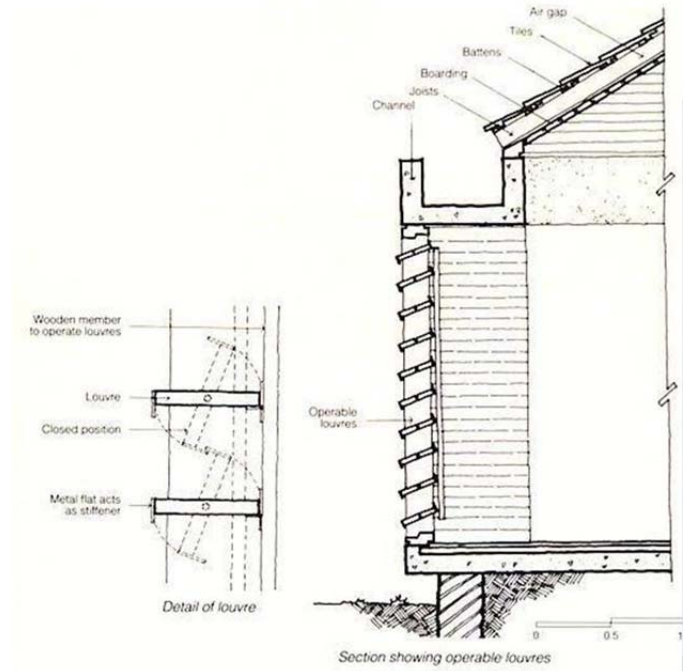 Air gap
Tiles
Battens
Boarding
Joists
Channel
Wooden member
to operate louvres
Louvre
Closed position
Metal flat acts
as stiffener
Operable
louvres
Detail of louvre
0 0.5 1
Section showing operable louvres